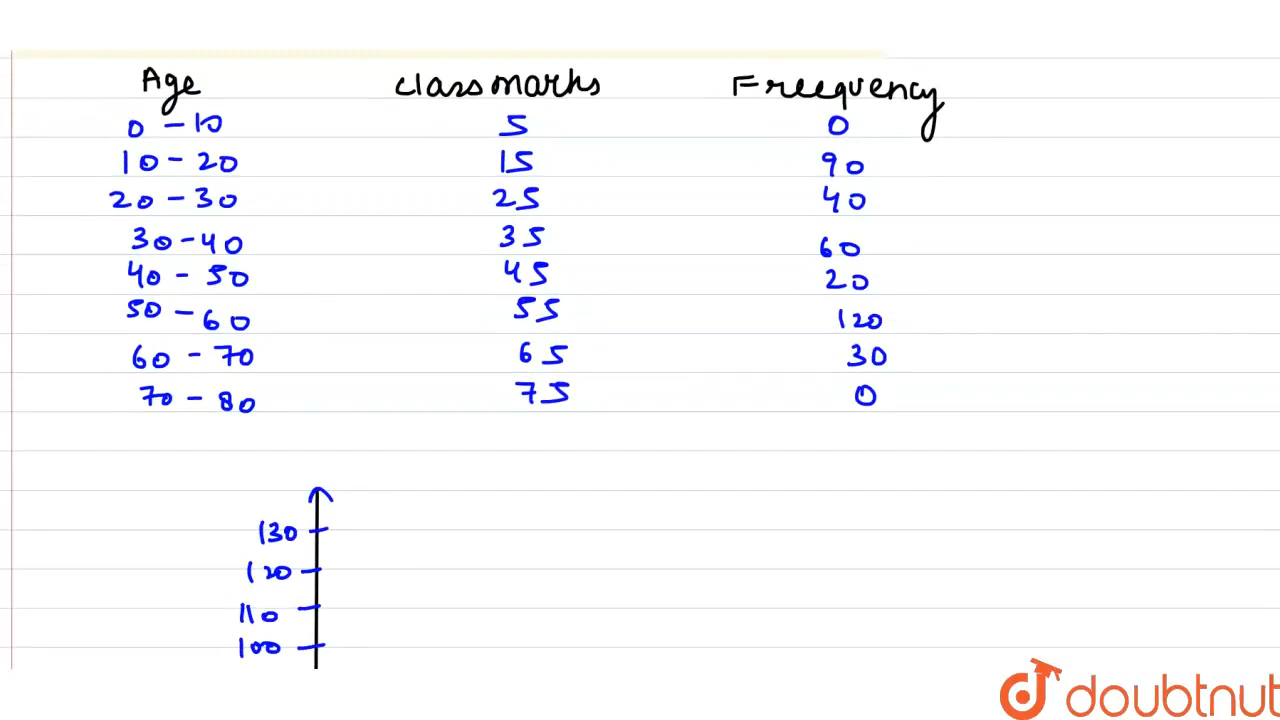 Age classmarks Freequency
0 - 10 5 0
10 - 20 15 90
20 - 30 25 40
30 - 40 35 60
40 - 50 45 20
50 - 60 55 120
60 - 70 65 30
70 - 80 75 0
130
120
110
100
doubtnut